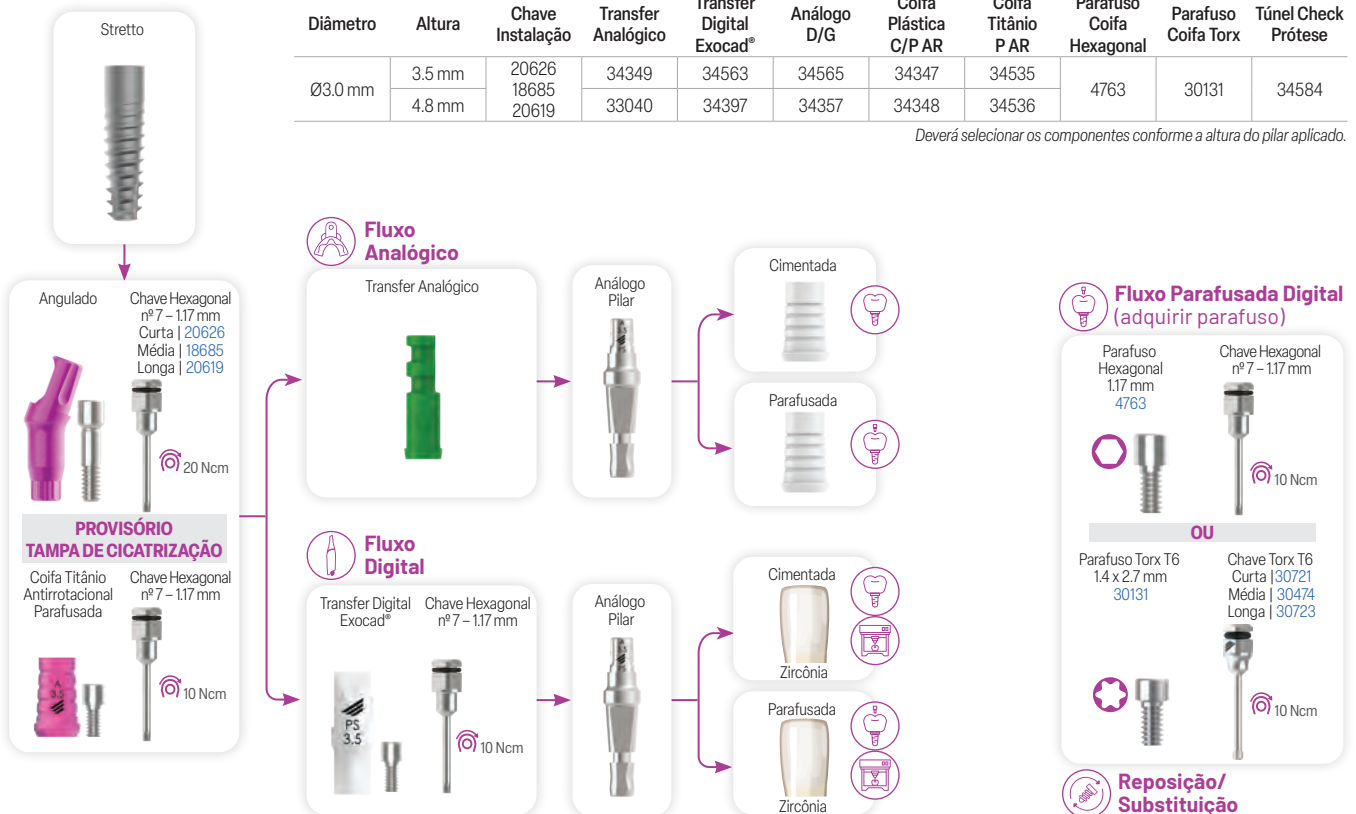 Stretto
Diâmetro Altura Chave Instalação Transfer Analógico Transfer Digital Exocad® Análogo D/G Coifa Plástica C/P AR Coifa Titânio P AR Parafuso Coifa Hexagonal Parafuso Coifa Torx Túnel Check Prótese
Ø3.0 mm 3.5 mm 20626 18685 20619 34349 34563 34565 34347 34535 4763 30131 34584
4.8 mm 33040 34397 34357 34348 34536
Deverá selecionar os componentes conforme a altura do pilar aplicado.
Angulado
Chave Hexagonal
nº 7 – 1.17 mm
Curta | 20626
Média | 18685
Longa | 20619
20 Ncm
PROVISÓRIO
TAMPA DE CICATRIZAÇÃO
Coifa Titânio
Antirrotacional
Parafusada
Chave Hexagonal
nº 7 – 1.17 mm
A
3.5
10 Ncm
Fluxo
Analógico
Transfer Analógico
Análogo
Pilar
3.5
Cimentada
Parafusada
Fluxo
Digital
Transfer Digital
Exocad®
Chave Hexagonal
nº 7 – 1.17 mm
PS
3.5
10 Ncm
Análogo
Pilar
3.5
Cimentada
Zircônia
Parafusada
Zircônia
Fluxo Parafusada Digital
(adquirir parafuso)
Parafuso
Hexagonal
1.17 mm
4763
Chave Hexagonal
nº 7 – 1.17 mm
10 Ncm
OU
Parafuso Torx T6
1.4 x 2.7 mm
30131
Chave Torx T6
Curta | 30721
Média | 30474
Longa | 30723
10 Ncm
Reposição/
Substituição